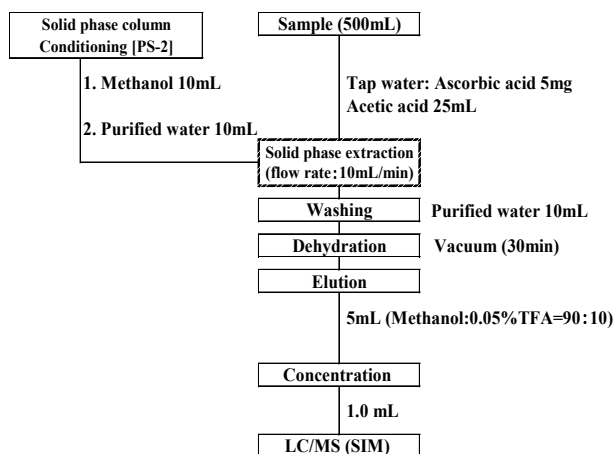 Solid phase column
Conditioning [PS-2]
1. Methanol 10mL
2. Purified water 10mL
Sample (500mL)
Tap water: Ascorbic acid 5mg
Acetic acid 25mL
Solid phase extraction
(flow rate:10mL/min)
Washing
Purified water 10mL
Dehydration
Vacuum (30min)
Elution
5mL (Methanol:0.05%TFA=90:10)
Concentration
1.0 mL
LC/MS (SIM)